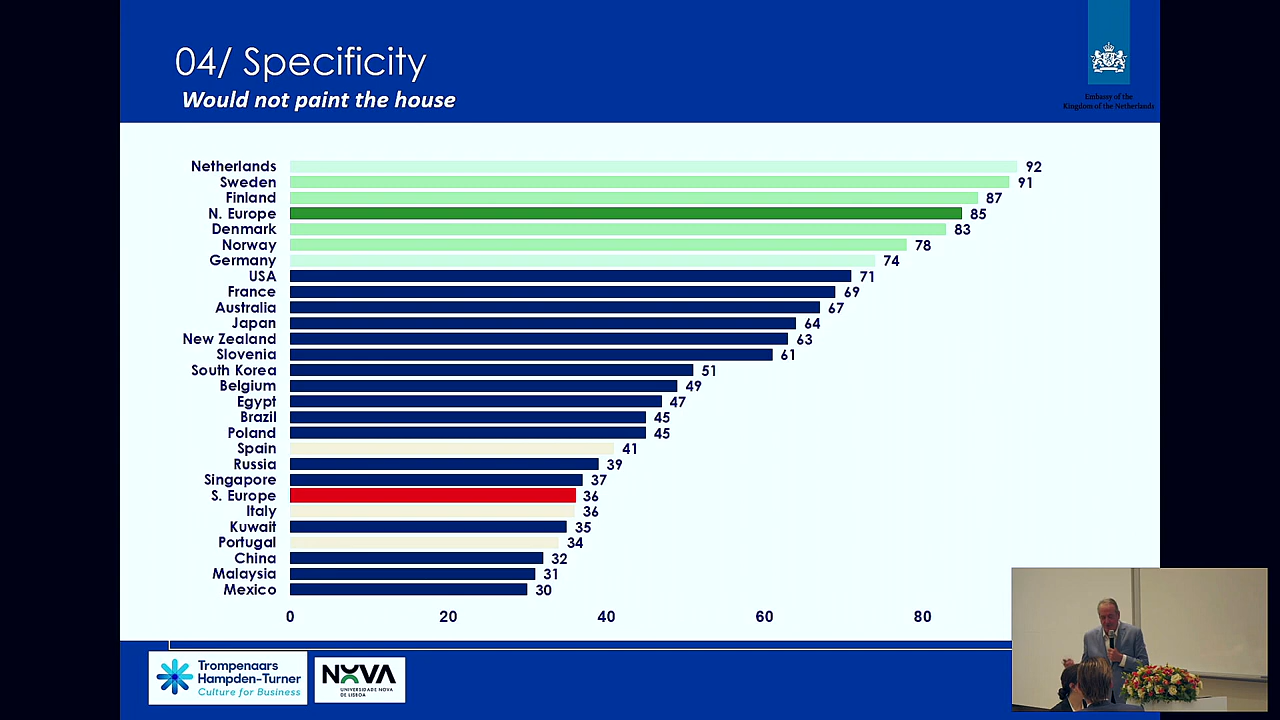 04/ Specificity
Would not paint the house
Embassy of the
Kingdom of the Netherlands
Netherlands 92
Sweden 91
Finland 87
N. Europe 85
Denmark 83
Norway 78
Germany 74
USA 71
France 69
Australia 67
Japan 64
New Zealand 63
Slovenia 61
South Korea 51
Belgium 49
Egypt 47
Brazil 45
Poland 45
Spain 41
Russia 39
Singapore 37
S. Europe 36
Italy 36
Kuwait 35
Portugal 34
China 32
Malaysia 31
Mexico 30
0 20 40 60 80
Trompenaars
Hampden-Turner
Culture for Business
NOVA
UNIVERSIDADE NOVA
DE LISBOA